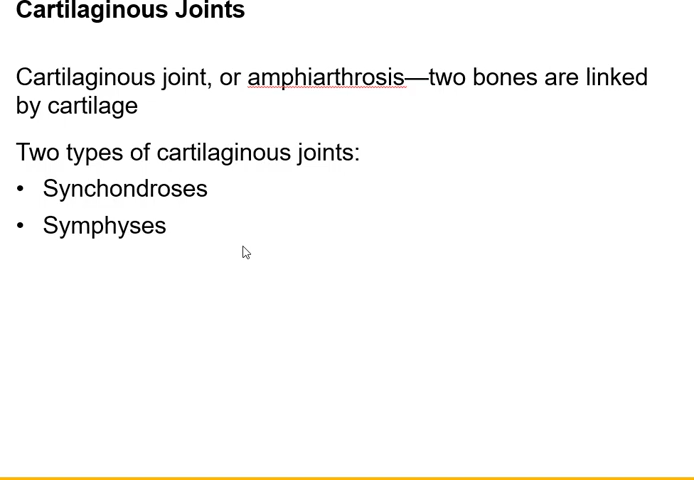 Cartilaginous Joints
Cartilaginous joint, or amphiarthrosis—two bones are linked
by cartilage
Two types of cartilaginous joints:
• Synchondroses
• Symphyses